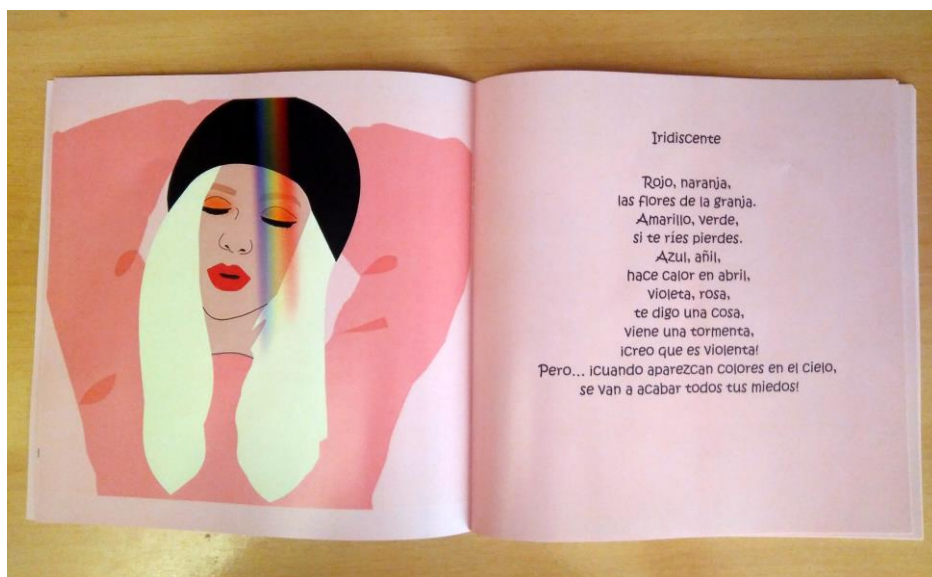 Iridiscente
Rojo, naranja,
las flores de la granja.
Amarillo, verde,
si te ríes pierdes.
Azul, añil,
hace calor en abril,
violeta, rosa,
te digo una cosa,
viene una tormenta,
¡creo que es violenta!
Pero... ¡cuando aparezcan colores en el cielo,
se van a acabar todos tus miedos!